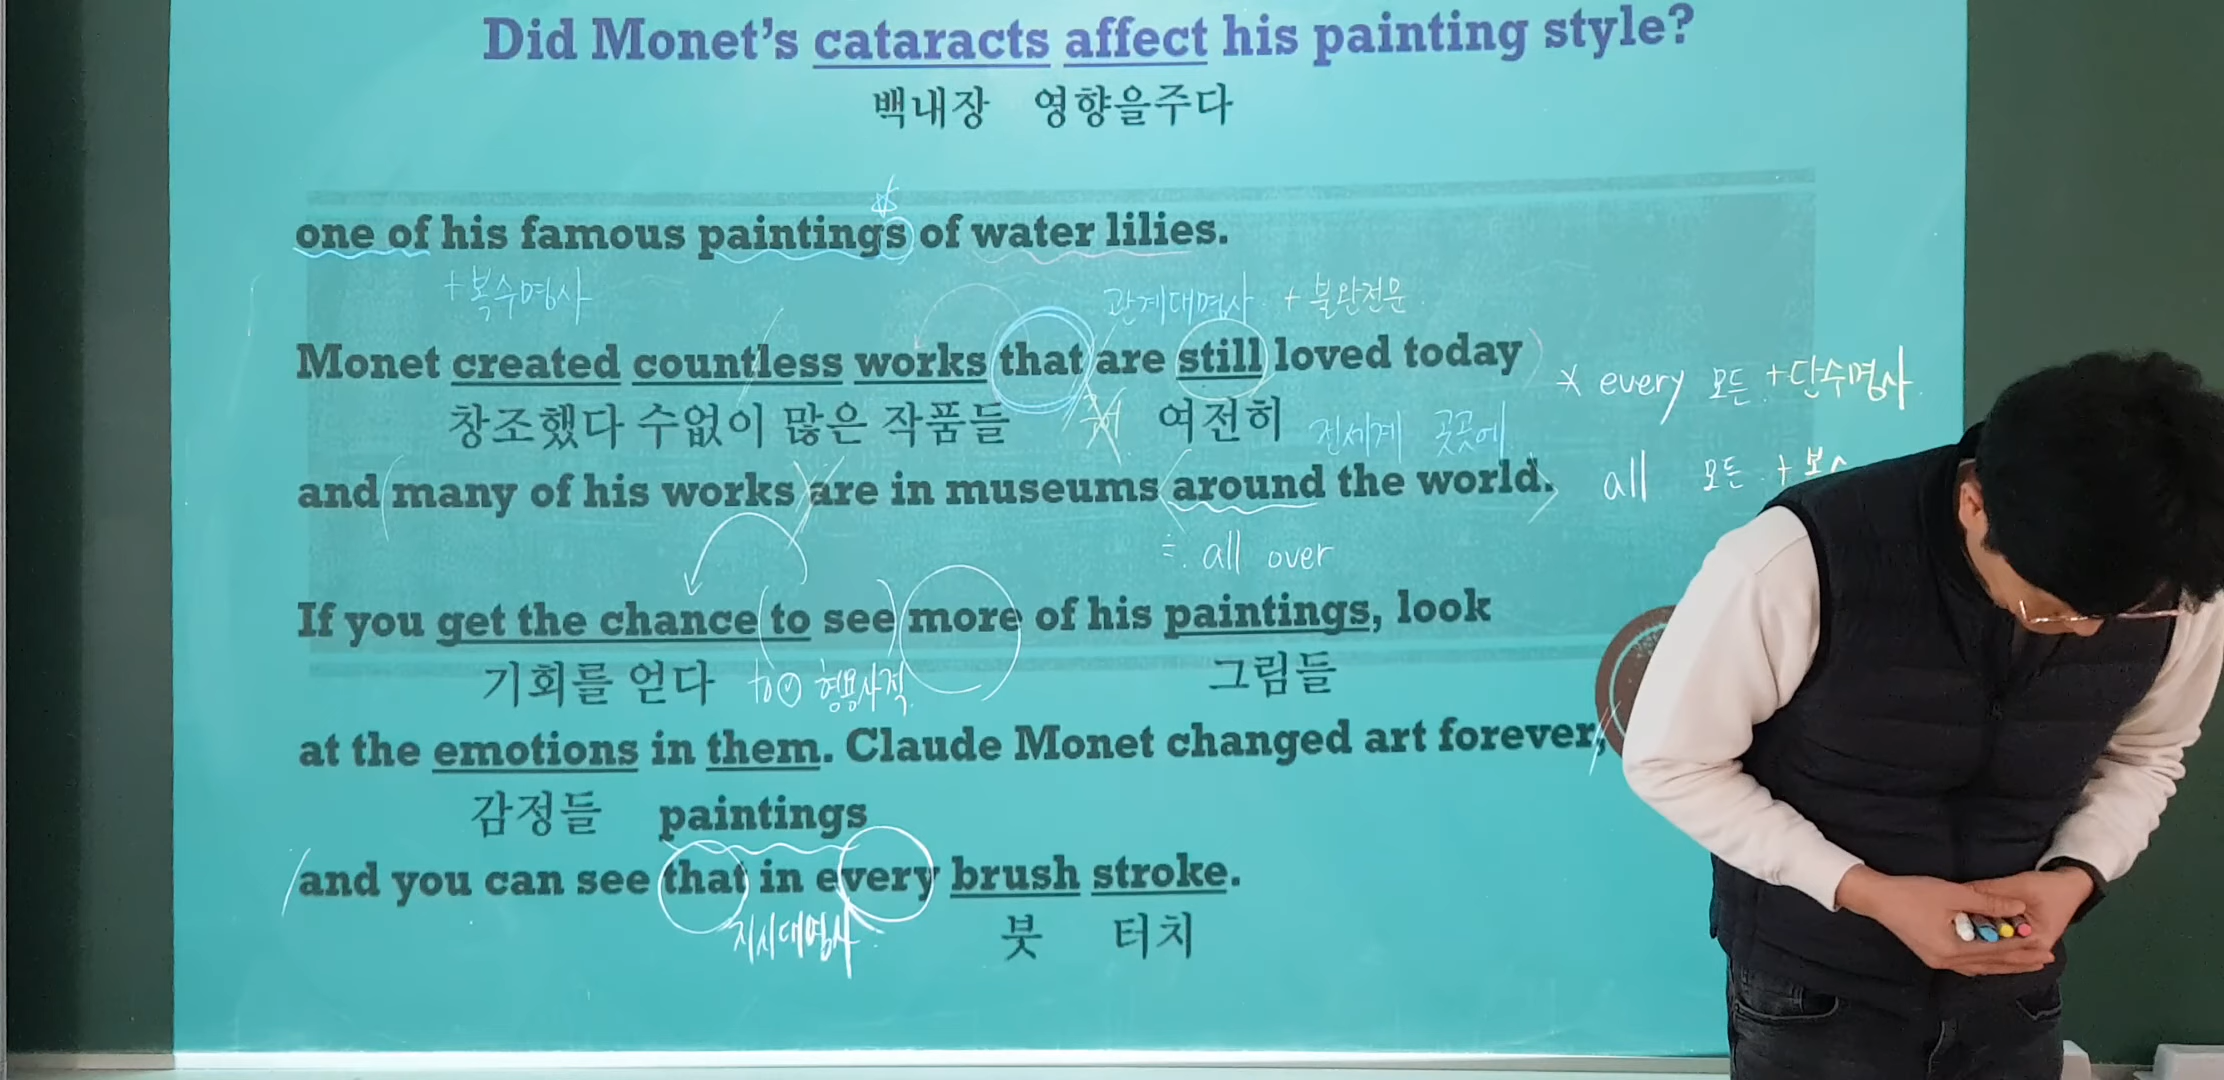 Did Monet's cataracts affect his painting style?
백내장 영향을주다
one of his famous paintings of water lilies.
+복수명사
관계대명사 + 불완전문
Monet created countless works that are still loved today
창조했다 수없이 많은 작품들 여전히
* every 모든 +단수명사
전세계 곳곳에
and many of his works are in museums around the world.
all 모든 +
= all over
If you get the chance to see more of his paintings, look
기회를 얻다 to ⓥ 형용사적 그림들
at the emotions in them. Claude Monet changed art forever,
감정들 paintings
and you can see that in every brush stroke.
지시대명사 붓 터치